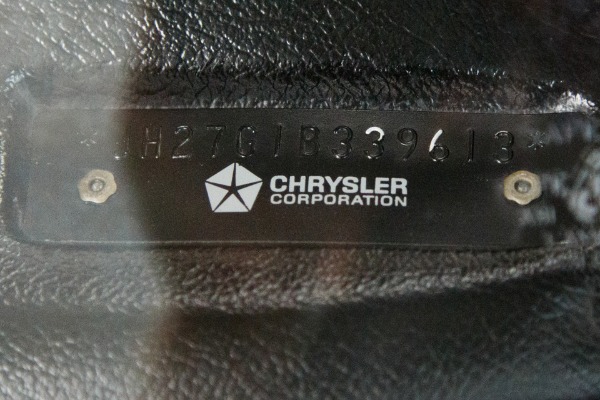 *JH27G1B339613*
CHRYSLER
CORPORATION